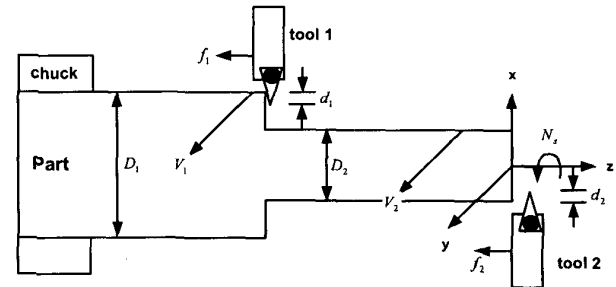 tool 1
f₁
chuck
d₁
x
Part
D₁
V₁
D₂
Nₛ
z
d₂
V₂
y
f₂
tool 2